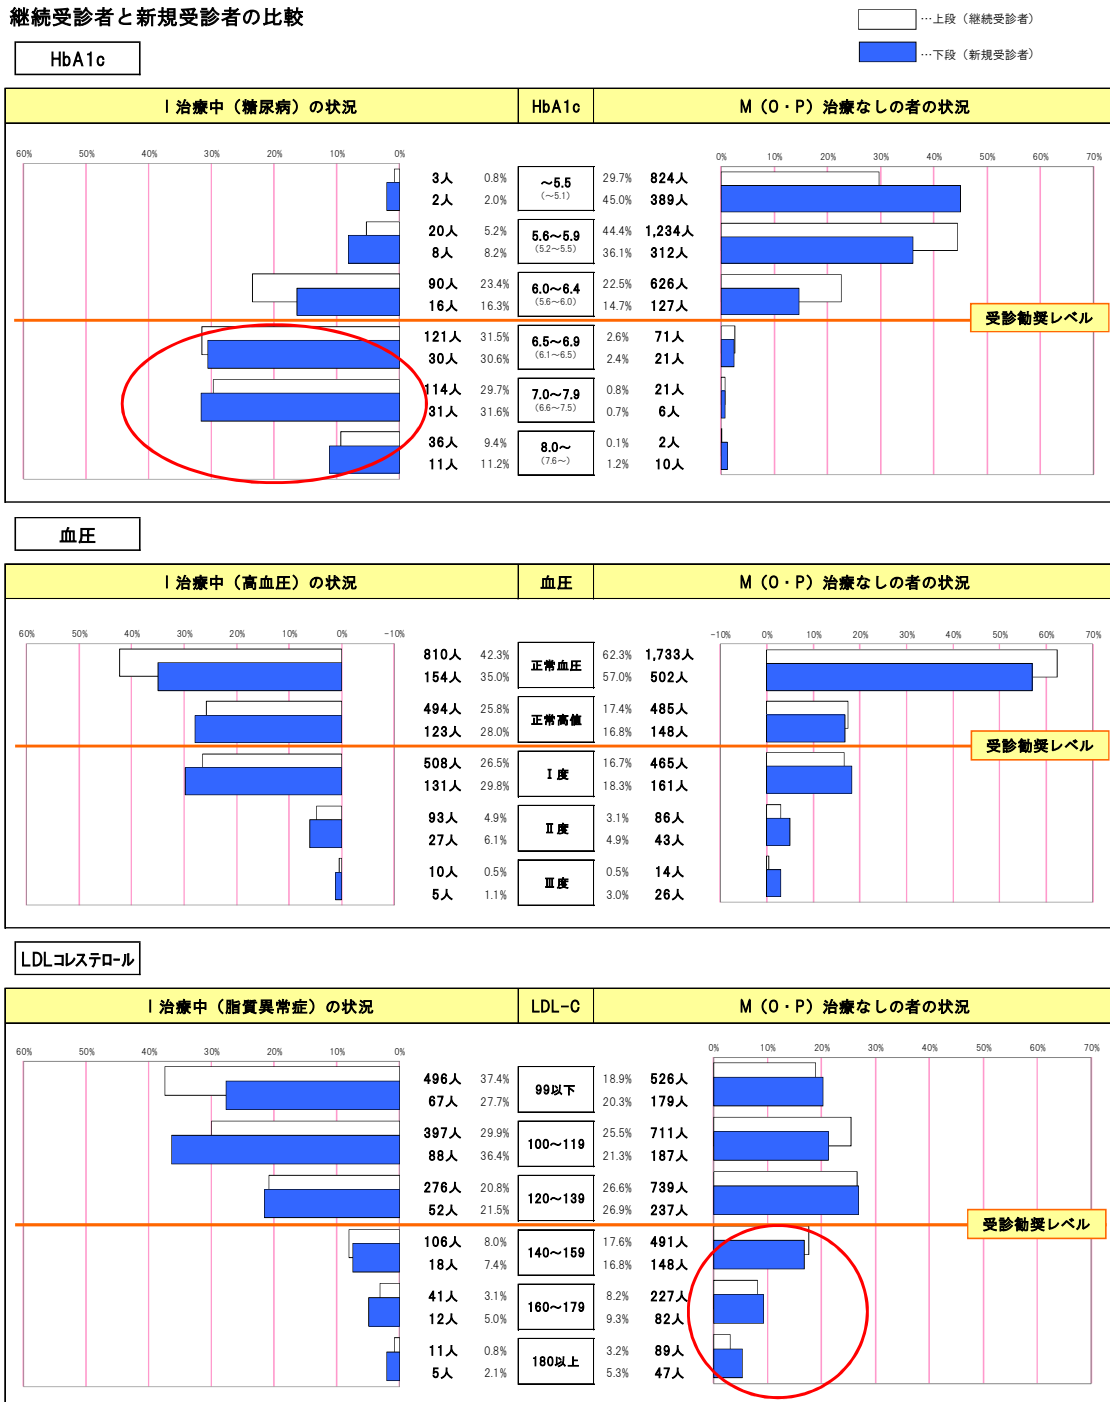 継続受診者と新規受診者の比較
…上段（継続受診者）
…下段（新規受診者）
HbA1c
Ⅰ治療中（糖尿病）の状況 HbA1c M（O・P）治療なしの者の状況
60% 50% 40% 30% 20% 10% 0% 0% 10% 20% 30% 40% 50% 60% 70%
3人 0.8% ～5.5 29.7% 824人
2人 2.0% （～5.1） 45.0% 389人
20人 5.2% 5.6～5.9 44.4% 1,234人
8人 8.2% （5.2～5.5） 36.1% 312人
90人 23.4% 6.0～6.4 22.5% 626人
16人 16.3% （5.6～6.0） 14.7% 127人
受診勧奨レベル
121人 31.5% 6.5～6.9 2.6% 71人
30人 30.6% （6.1～6.5） 2.4% 21人
114人 29.7% 7.0～7.9 0.8% 21人
31人 31.6% （6.6～7.5） 0.7% 6人
36人 9.4% 8.0～ 0.1% 2人
11人 11.2% （7.6～） 1.2% 10人
血圧
Ⅰ治療中（高血圧）の状況 血圧 M（O・P）治療なしの者の状況
60% 50% 40% 30% 20% 10% 0% -10% -10% 0% 10% 20% 30% 40% 50% 60% 70%
810人 42.3% 正常血圧 62.3% 1,733人
154人 35.0% 57.0% 502人
494人 25.8% 正常高値 17.4% 485人
123人 28.0% 16.8% 148人
受診勧奨レベル
508人 26.5% Ⅰ度 16.7% 465人
131人 29.8% 18.3% 161人
93人 4.9% Ⅱ度 3.1% 86人
27人 6.1% 4.9% 43人
10人 0.5% Ⅲ度 0.5% 14人
5人 1.1% 3.0% 26人
LDLコレステロール
Ⅰ治療中（脂質異常症）の状況 LDL-C M（O・P）治療なしの者の状況
60% 50% 40% 30% 20% 10% 0% 0% 10% 20% 30% 40% 50% 60% 70%
496人 37.4% 99以下 18.9% 526人
67人 27.7% 20.3% 179人
397人 29.9% 100～119 25.5% 711人
88人 36.4% 21.3% 187人
276人 20.8% 120～139 26.6% 739人
52人 21.5% 26.9% 237人
受診勧奨レベル
106人 8.0% 140～159 17.6% 491人
18人 7.4% 16.8% 148人
41人 3.1% 160～179 8.2% 227人
12人 5.0% 9.3% 82人
11人 0.8% 180以上 3.2% 89人
5人 2.1% 5.3% 47人